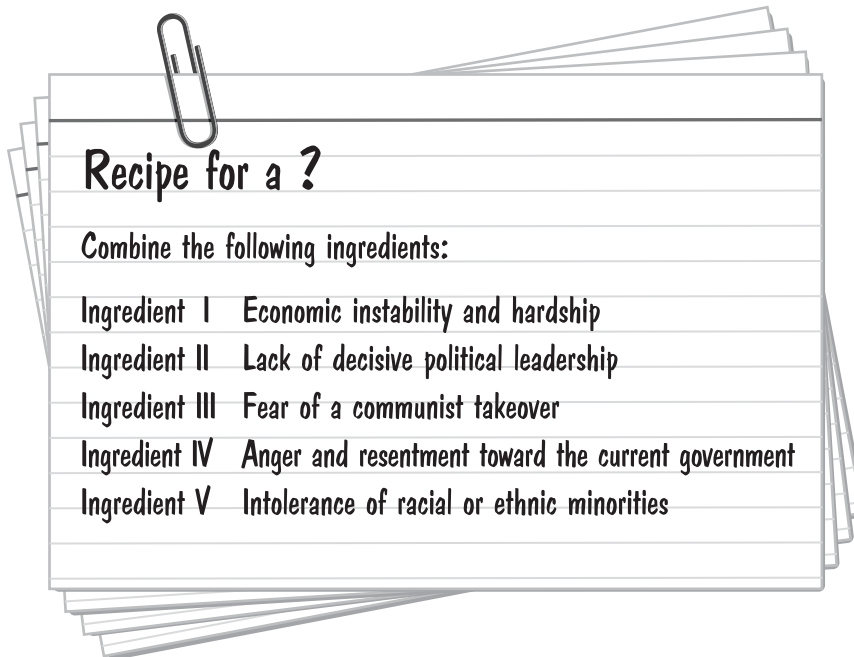 Recipe for a ?
Combine the following ingredients:
Ingredient I Economic instability and hardship
Ingredient II Lack of decisive political leadership
Ingredient III Fear of a communist takeover
Ingredient IV Anger and resentment toward the current government
Ingredient V Intolerance of racial or ethnic minorities